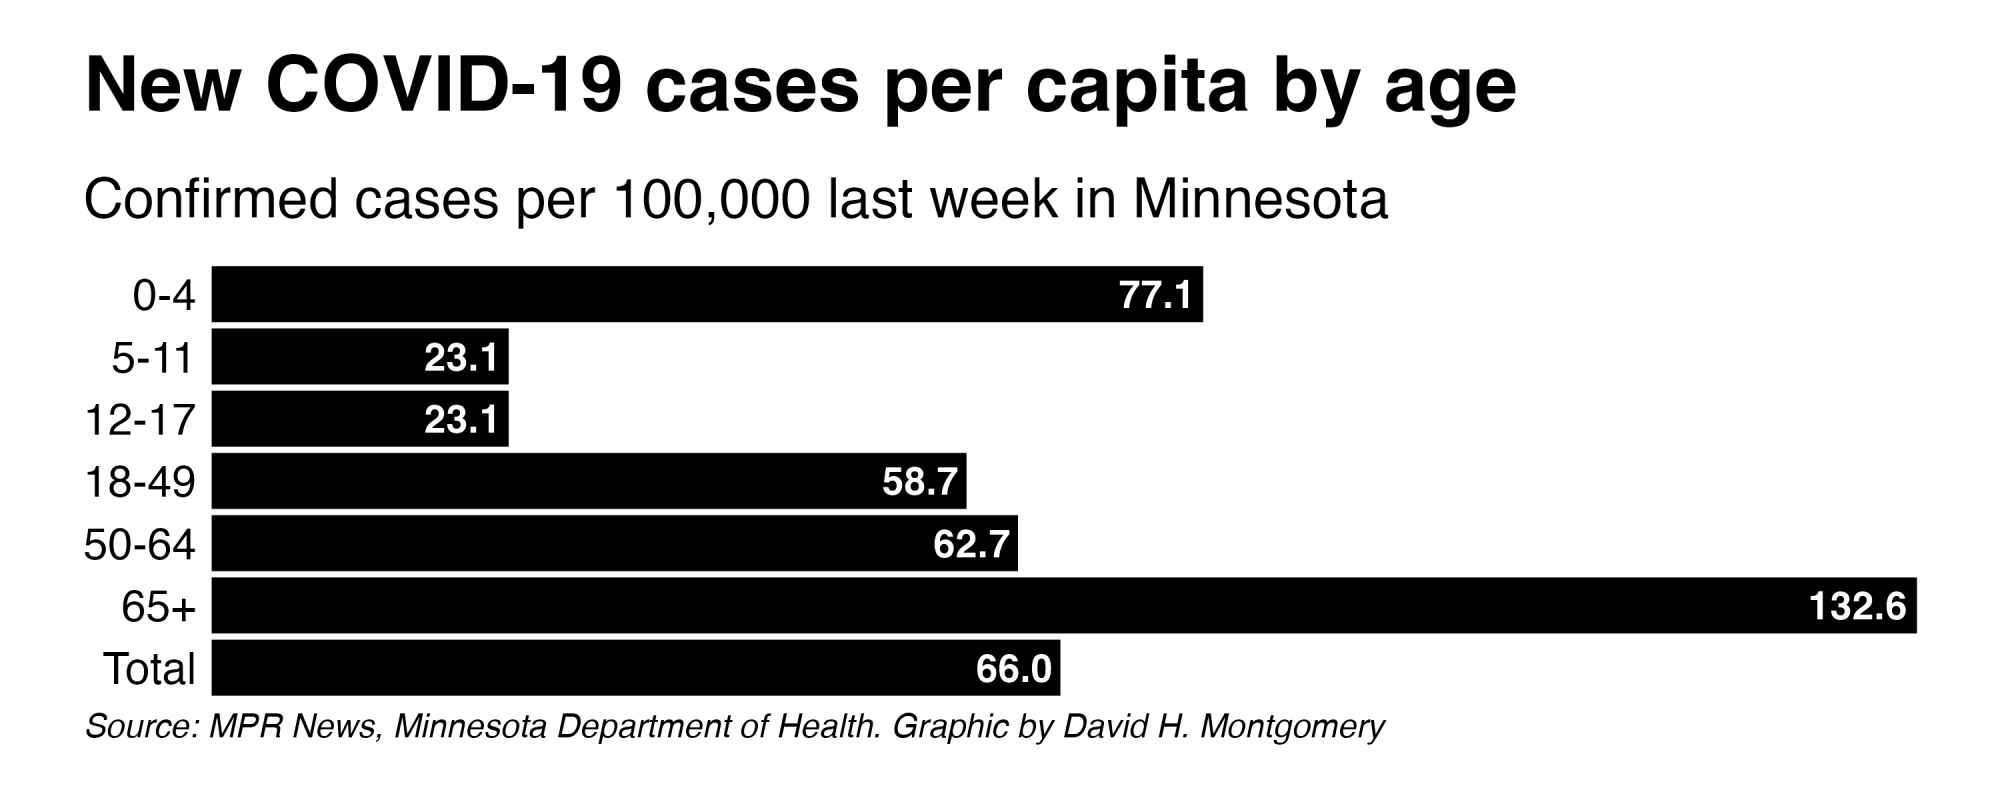 New COVID-19 cases per capita by age
Confirmed cases per 100,000 last week in Minnesota
0-4 77.1
5-11 23.1
12-17 23.1
18-49 58.7
50-64 62.7
65+ 132.6
Total 66.0
Source: MPR News, Minnesota Department of Health. Graphic by David H. Montgomery